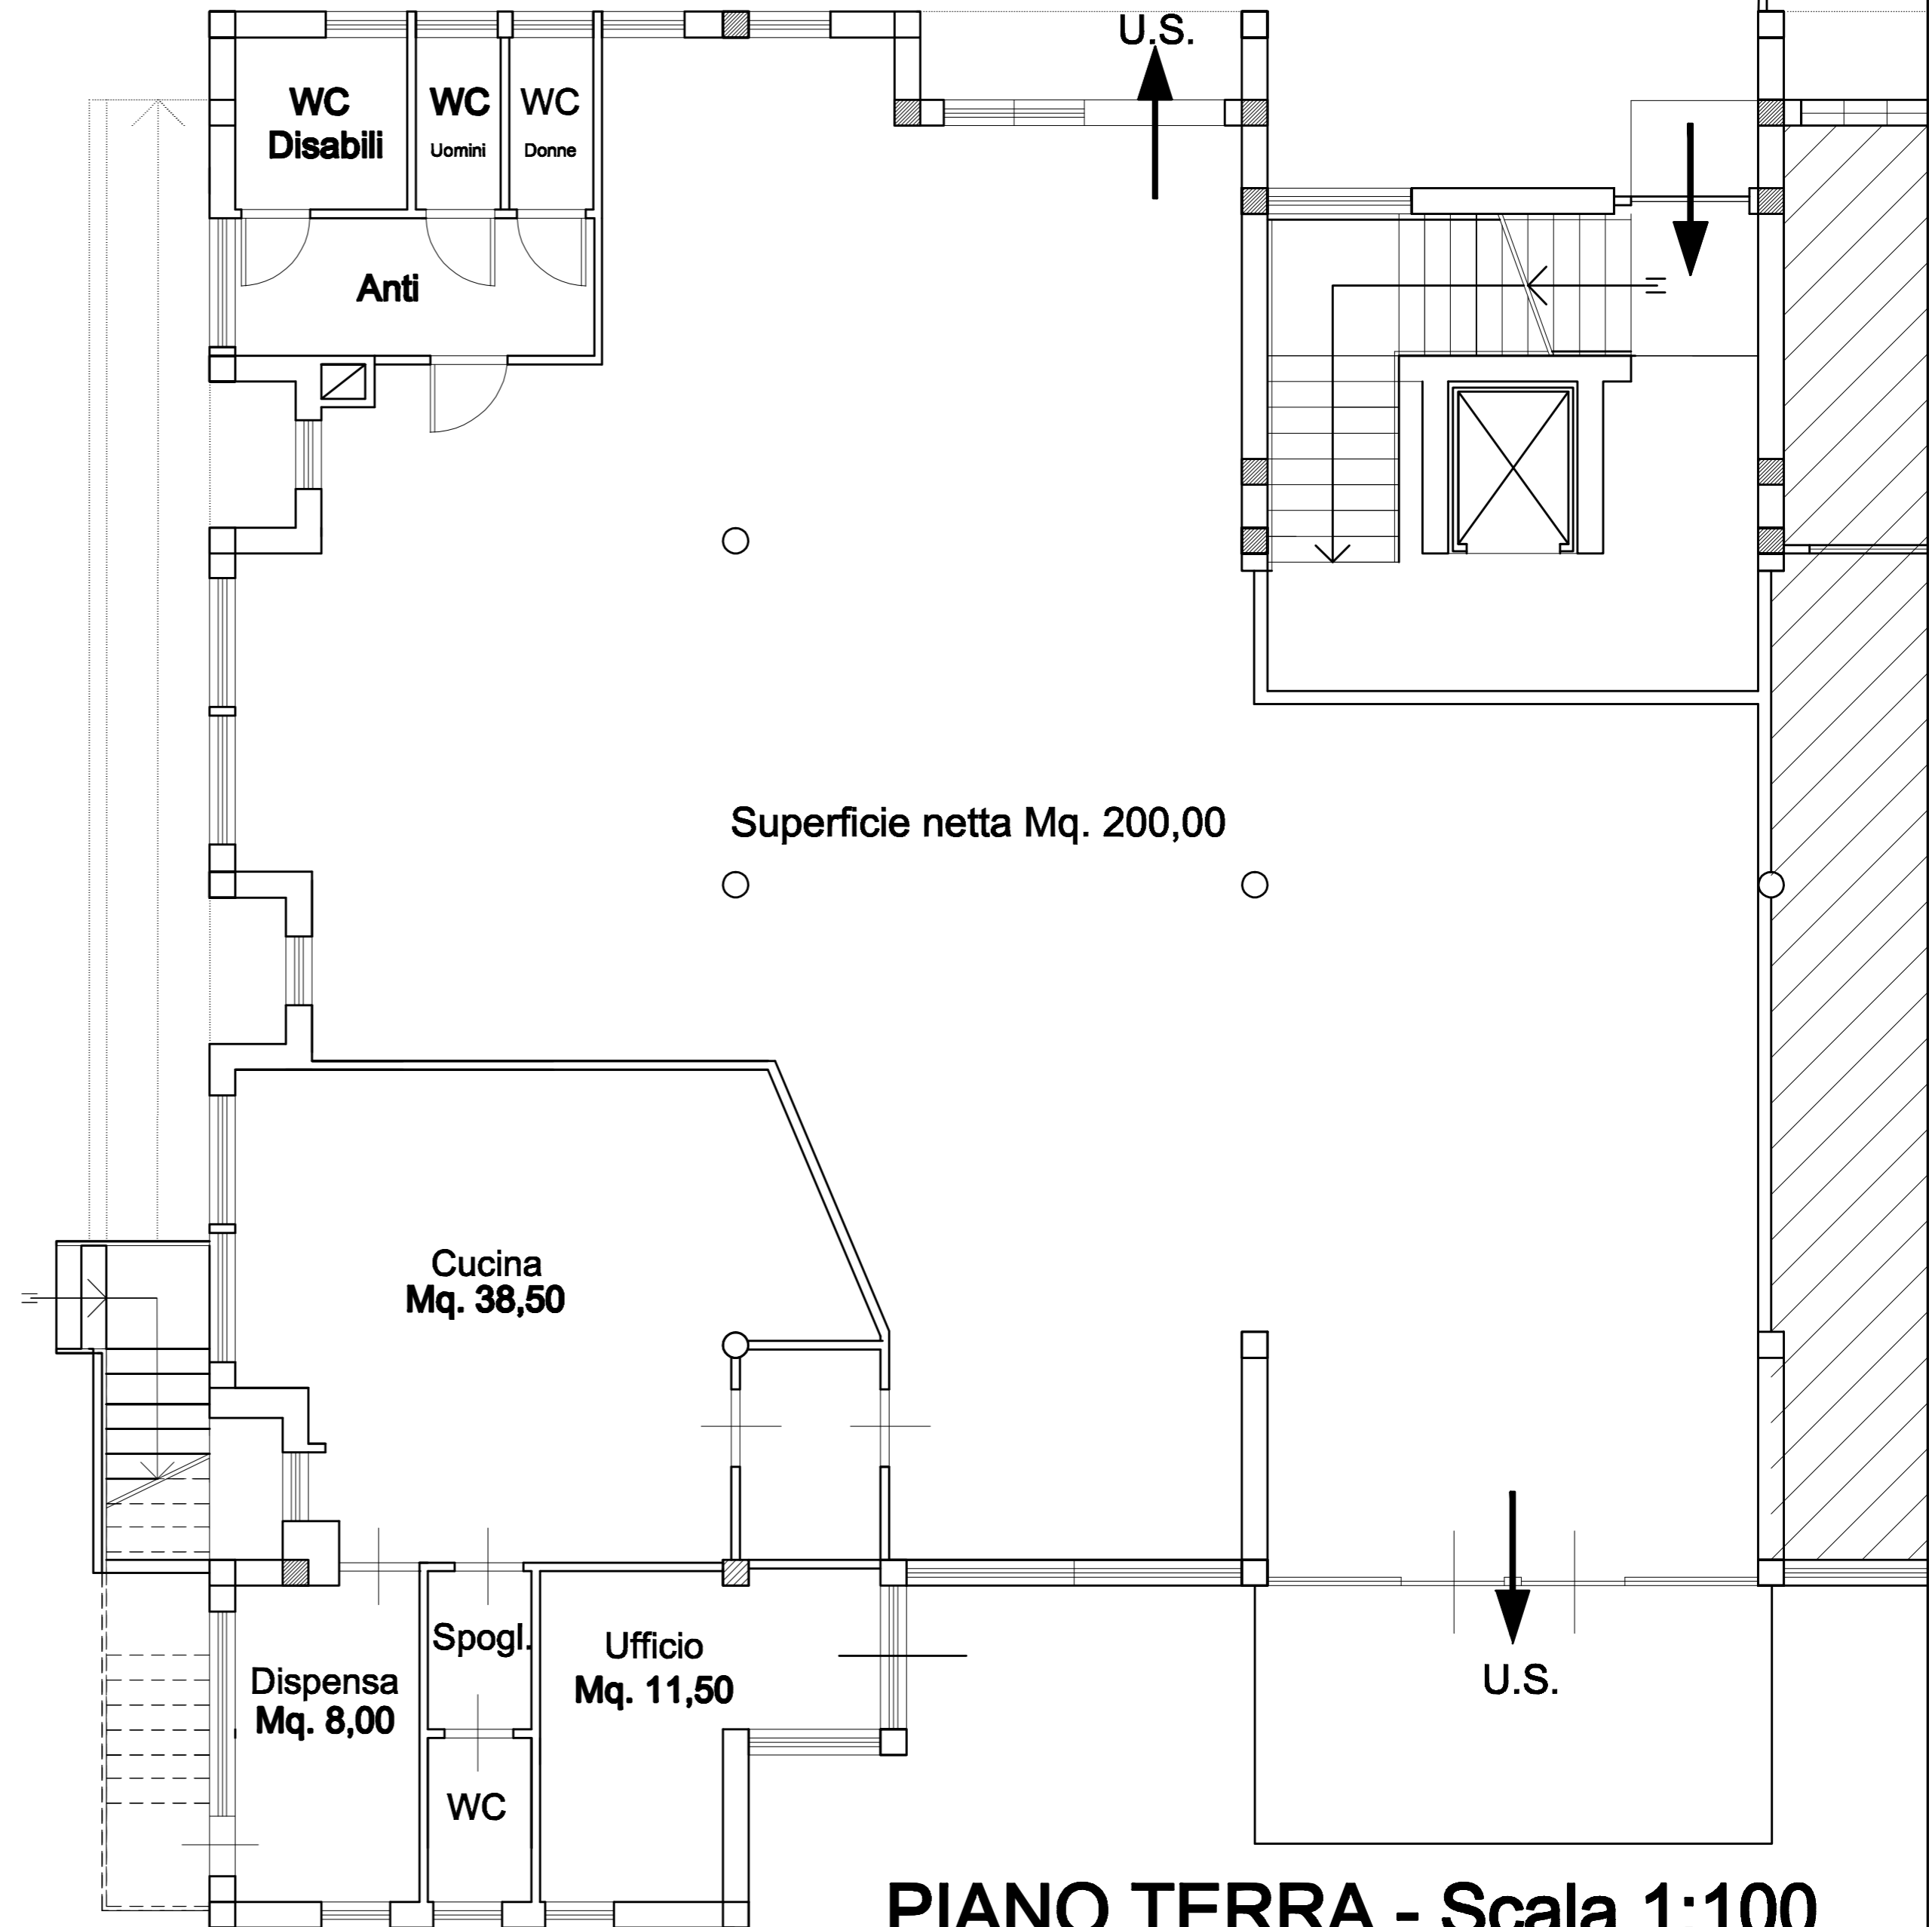 U.S.
WC
Disabili
WC
Uomini
WC
Donne
Anti
Superficie netta Mq. 200,00
Cucina
Mq. 38,50
Spogl.
Ufficio
Mq. 11,50
Dispensa
Mq. 8,00
U.S.
WC
PIANO TERRA - Scala 1:100